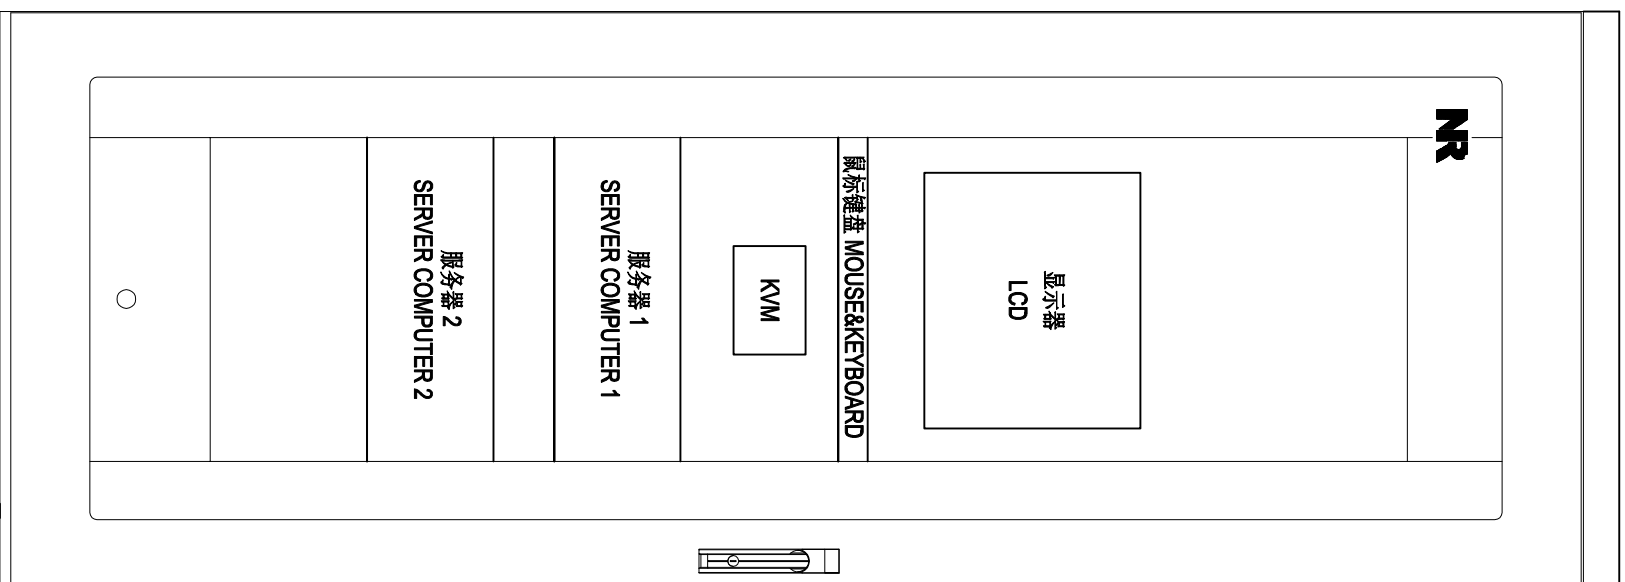 NR
显示器
LCD
鼠标键盘 MOUSE&KEYBOARD
KVM
服务器 1
SERVER COMPUTER 1
服务器 2
SERVER COMPUTER 2